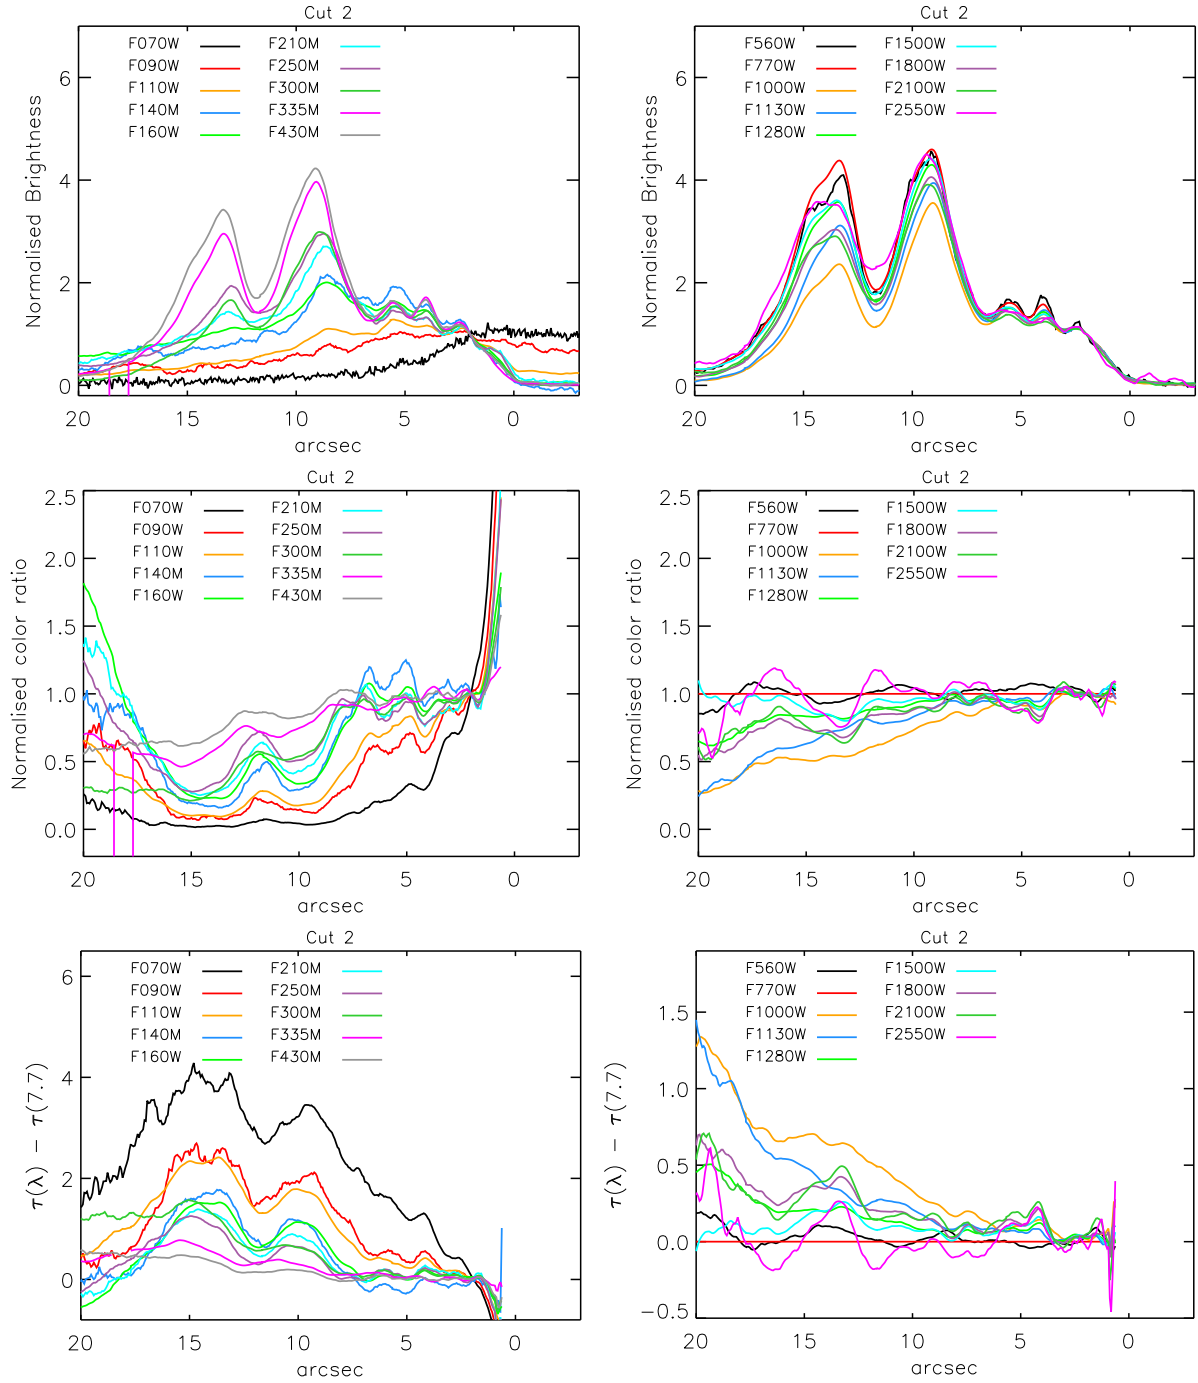 Cut 2
F070W F210M
F090W F250M
F110W F300M
F140M F335M
F160W F430M
6
4
2
0
Normalised Brightness
20 15 10 5 0
arcsec
Cut 2
F560W F1500W
F770W F1800W
F1000W F2100W
F1130W F2550W
F1280W
6
4
2
0
Normalised Brightness
20 15 10 5 0
arcsec
Cut 2
F070W F210M
F090W F250M
F110W F300M
F140M F335M
F160W F430M
2.5
2.0
1.5
1.0
0.5
0.0
Normalised color ratio
20 15 10 5 0
arcsec
Cut 2
F560W F1500W
F770W F1800W
F1000W F2100W
F1130W F2550W
F1280W
2.5
2.0
1.5
1.0
0.5
0.0
Normalised color ratio
20 15 10 5 0
arcsec
Cut 2
F070W F210M
F090W F250M
F110W F300M
F140M F335M
F160W F430M
6
4
2
0
τ(λ) − τ(7.7)
20 15 10 5 0
arcsec
Cut 2
F560W F1500W
F770W F1800W
F1000W F2100W
F1130W F2550W
F1280W
1.5
1.0
0.5
0.0
−0.5
τ(λ) − τ(7.7)
20 15 10 5 0
arcsec